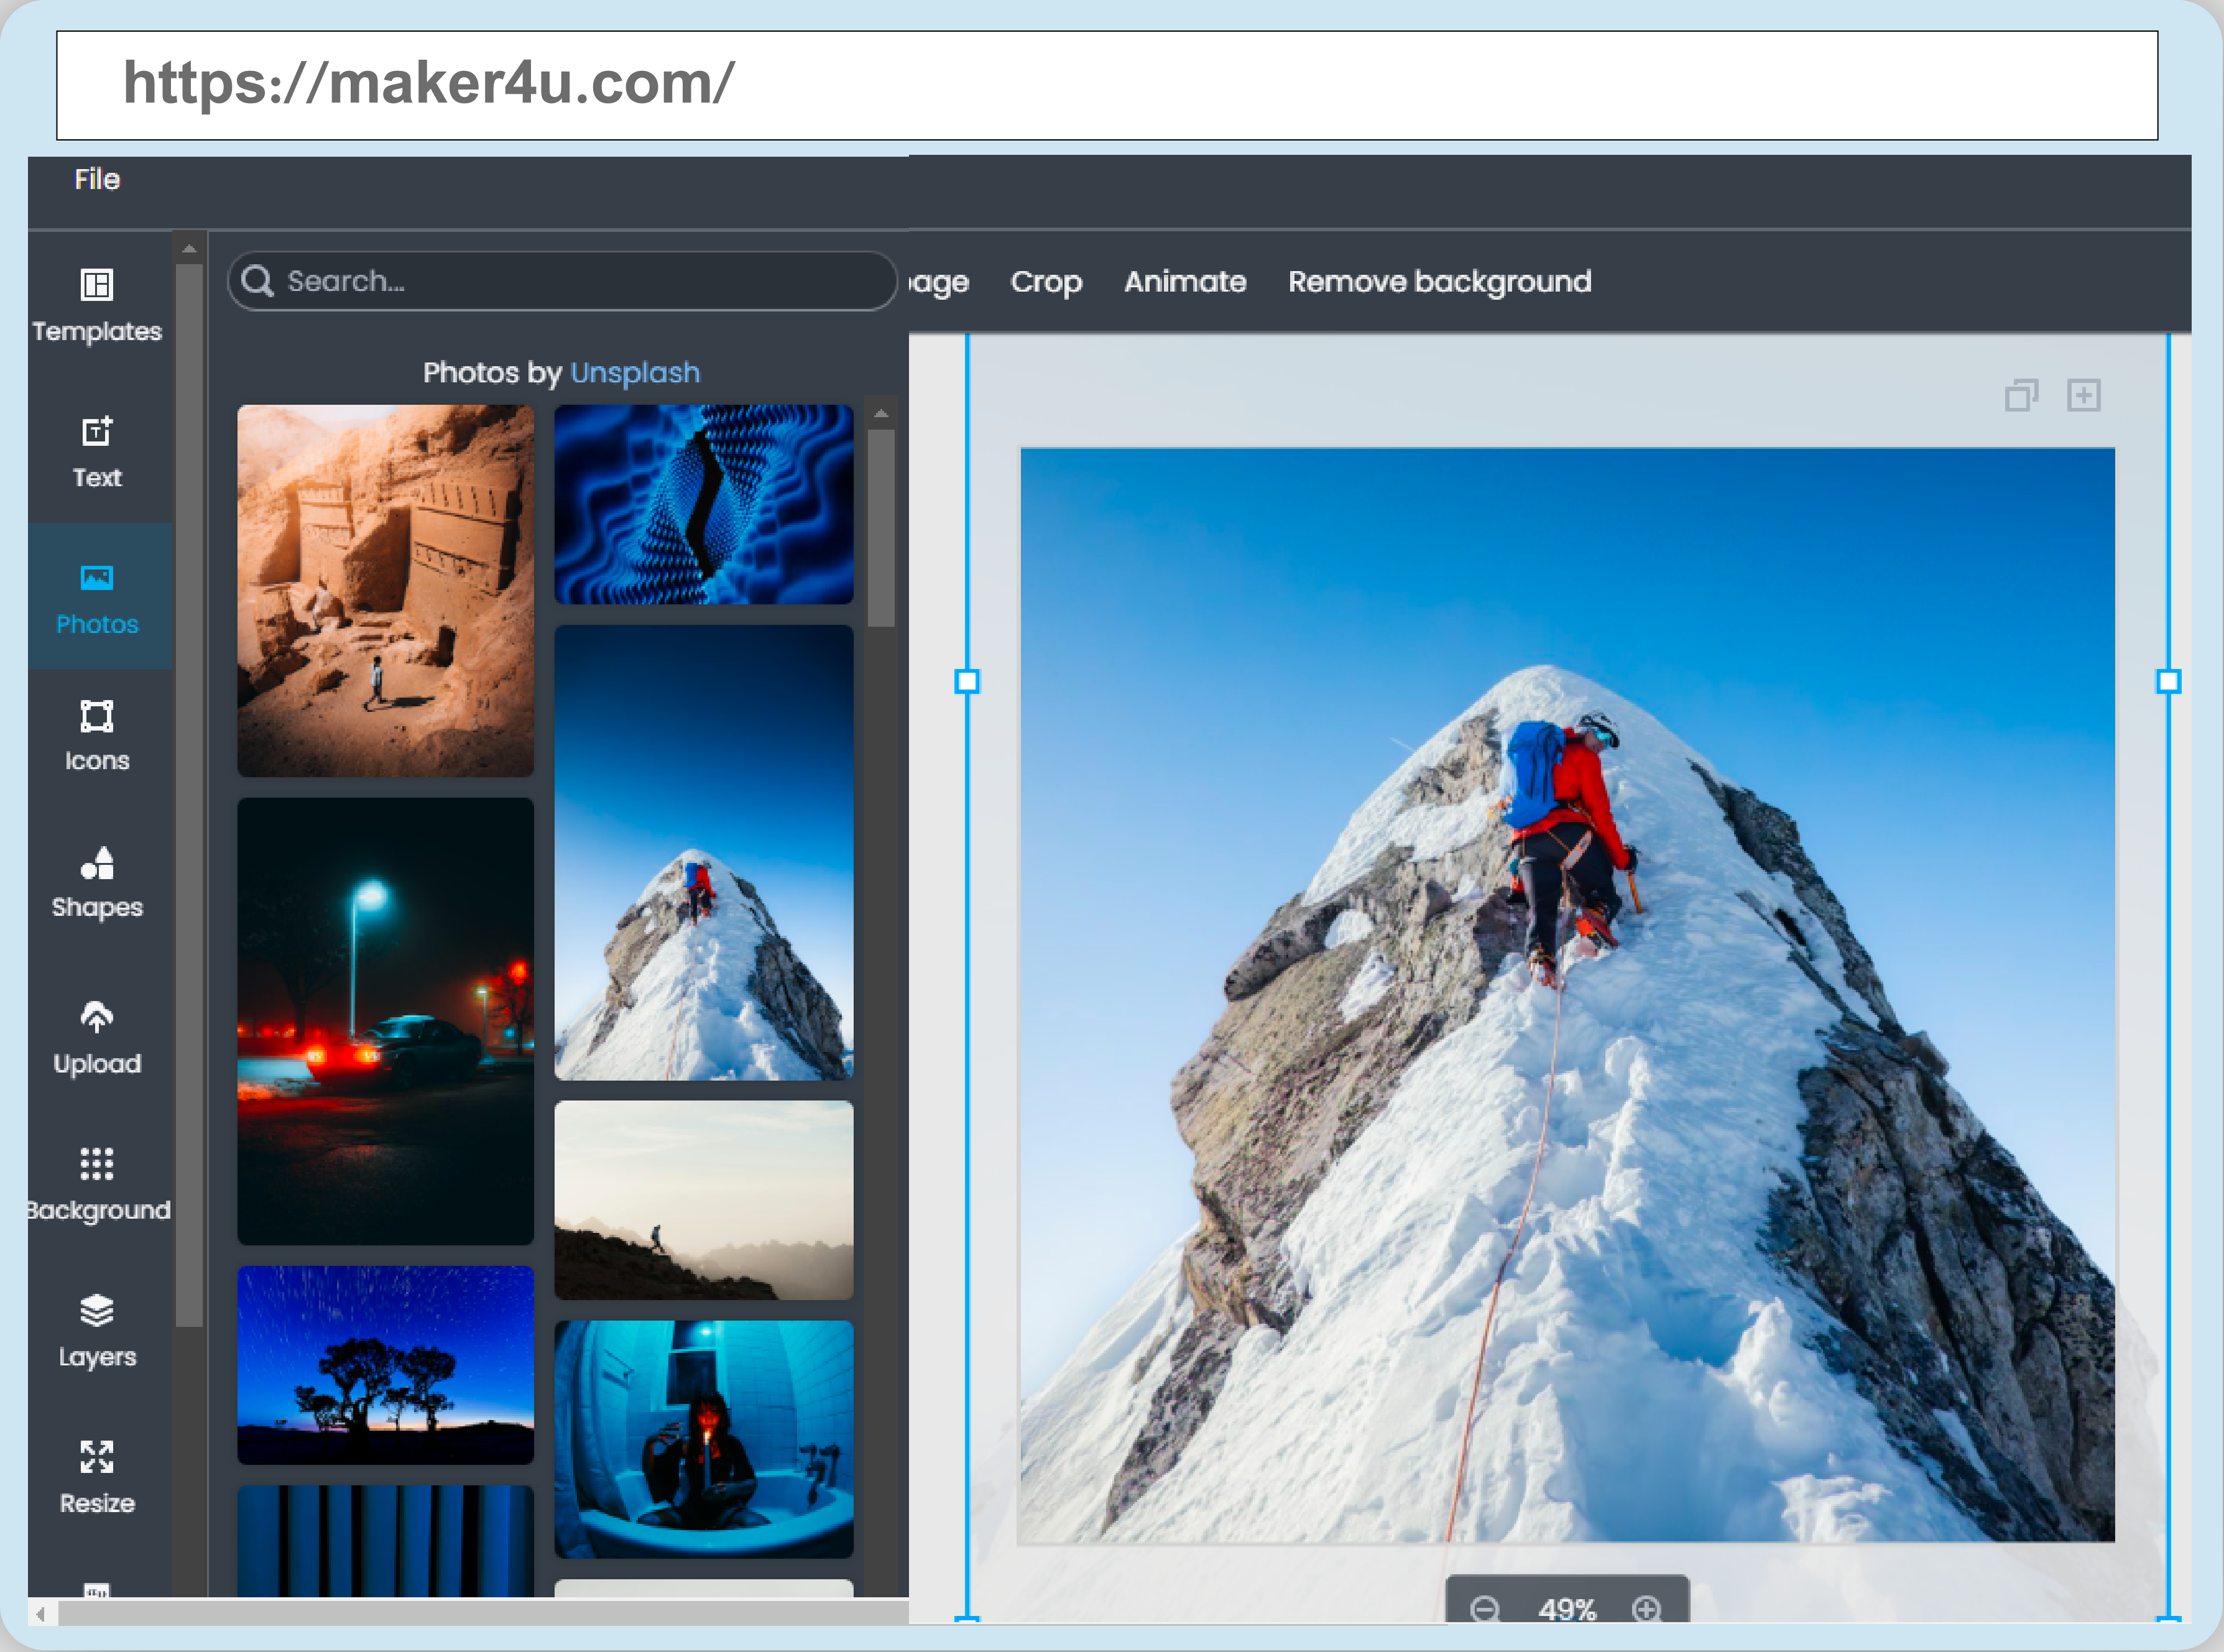 https://maker4u.com/
File
Search...
age Crop Animate Remove background
Templates
Photos by Unsplash
Text
Photos
Icons
Shapes
Upload
Background
Layers
Resize
49%